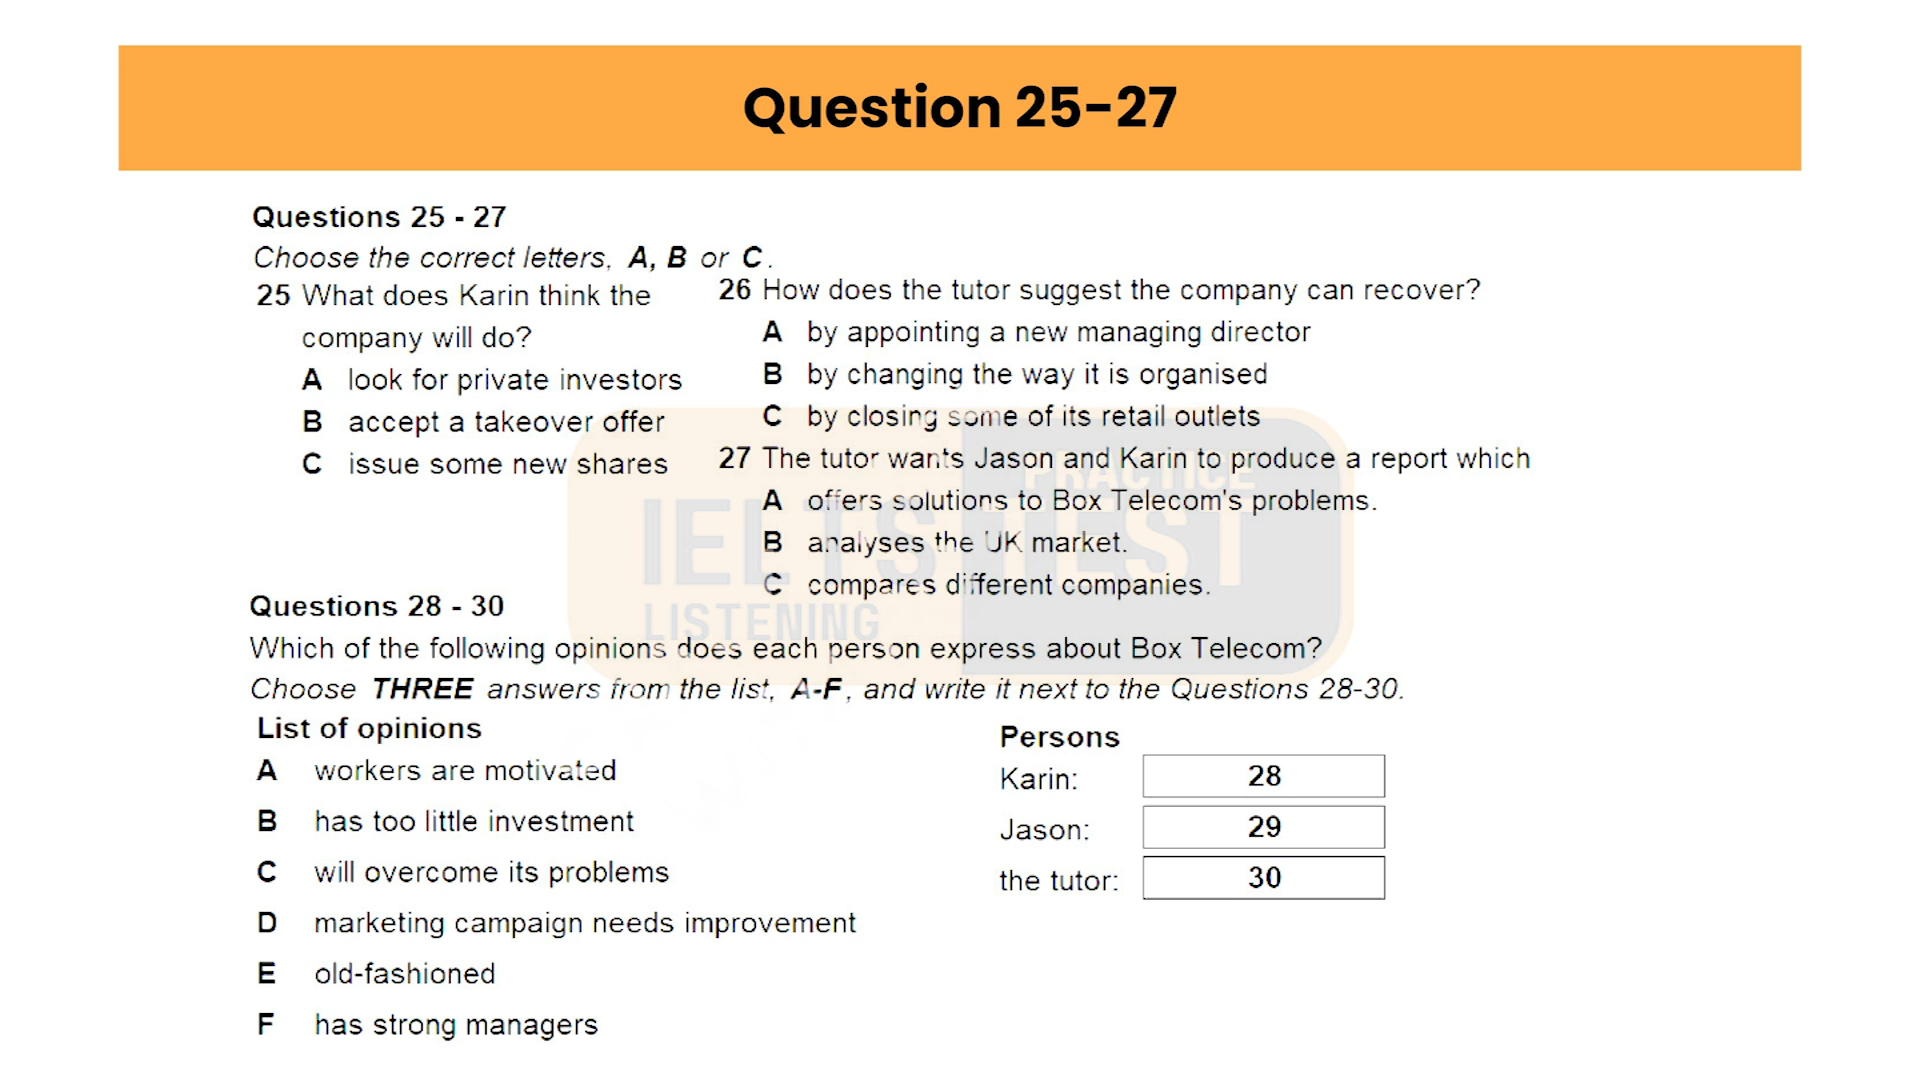 Question 25-27
Questions 25 - 27
Choose the correct letters, A, B or C.
25 What does Karin think the
company will do?
A look for private investors
B accept a takeover offer
C issue some new shares
26 How does the tutor suggest the company can recover?
A by appointing a new managing director
B by changing the way it is organised
C by closing some of its retail outlets
27 The tutor wants Jason and Karin to produce a report which
A offers solutions to Box Telecom's problems.
B analyses the UK market.
C compares different companies.
IELTS
LISTENING
PRACTICE
TEST
Questions 28 - 30
Which of the following opinions does each person express about Box Telecom?
Choose THREE answers from the list, A-F, and write it next to the Questions 28-30.
List of opinions
A workers are motivated
B has too little investment
C will overcome its problems
D marketing campaign needs improvement
E old-fashioned
F has strong managers
Persons
Karin: 28
Jason: 29
the tutor: 30